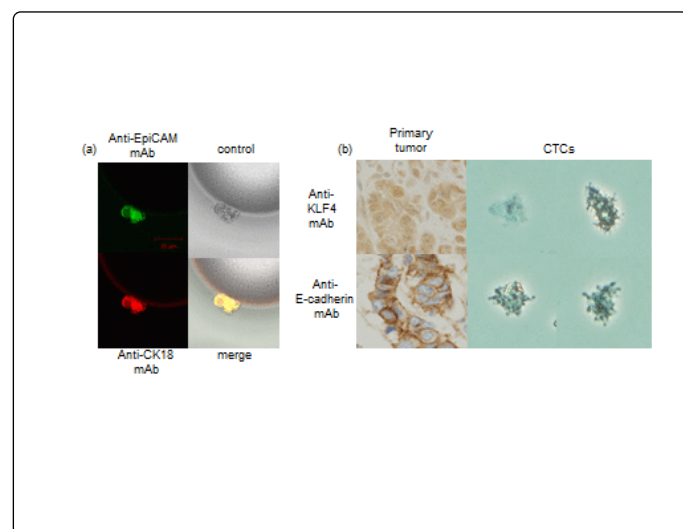 (a)
Anti-EpiCAM
mAb
control
Anti-CK18
mAb
merge
(b)
Primary
tumor
CTCs
Anti-
KLF4
mAb
Anti-
E-cadherin
mAb